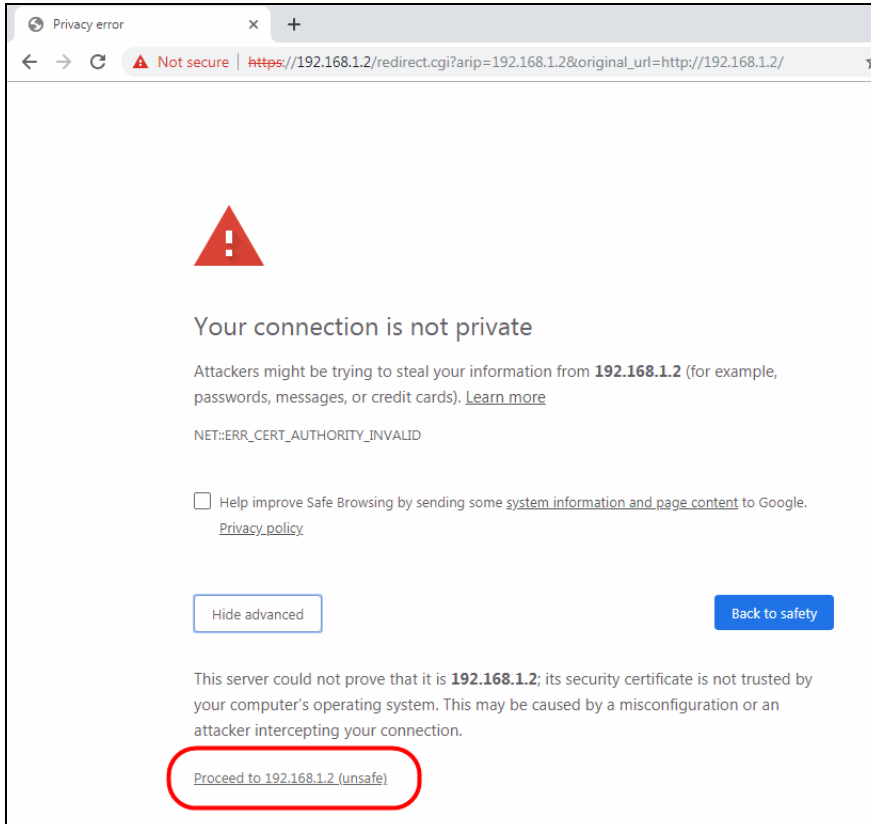 Privacy error
Not secure | https://192.168.1.2/redirect.cgi?arip=192.168.1.2&original_url=http://192.168.1.2/
Your connection is not private
Attackers might be trying to steal your information from 192.168.1.2 (for example,
passwords, messages, or credit cards). Learn more
NET::ERR_CERT_AUTHORITY_INVALID
Help improve Safe Browsing by sending some system information and page content to Google.
Privacy policy
Hide advanced
Back to safety
This server could not prove that it is 192.168.1.2; its security certificate is not trusted by
your computer's operating system. This may be caused by a misconfiguration or an
attacker intercepting your connection.
Proceed to 192.168.1.2 (unsafe)